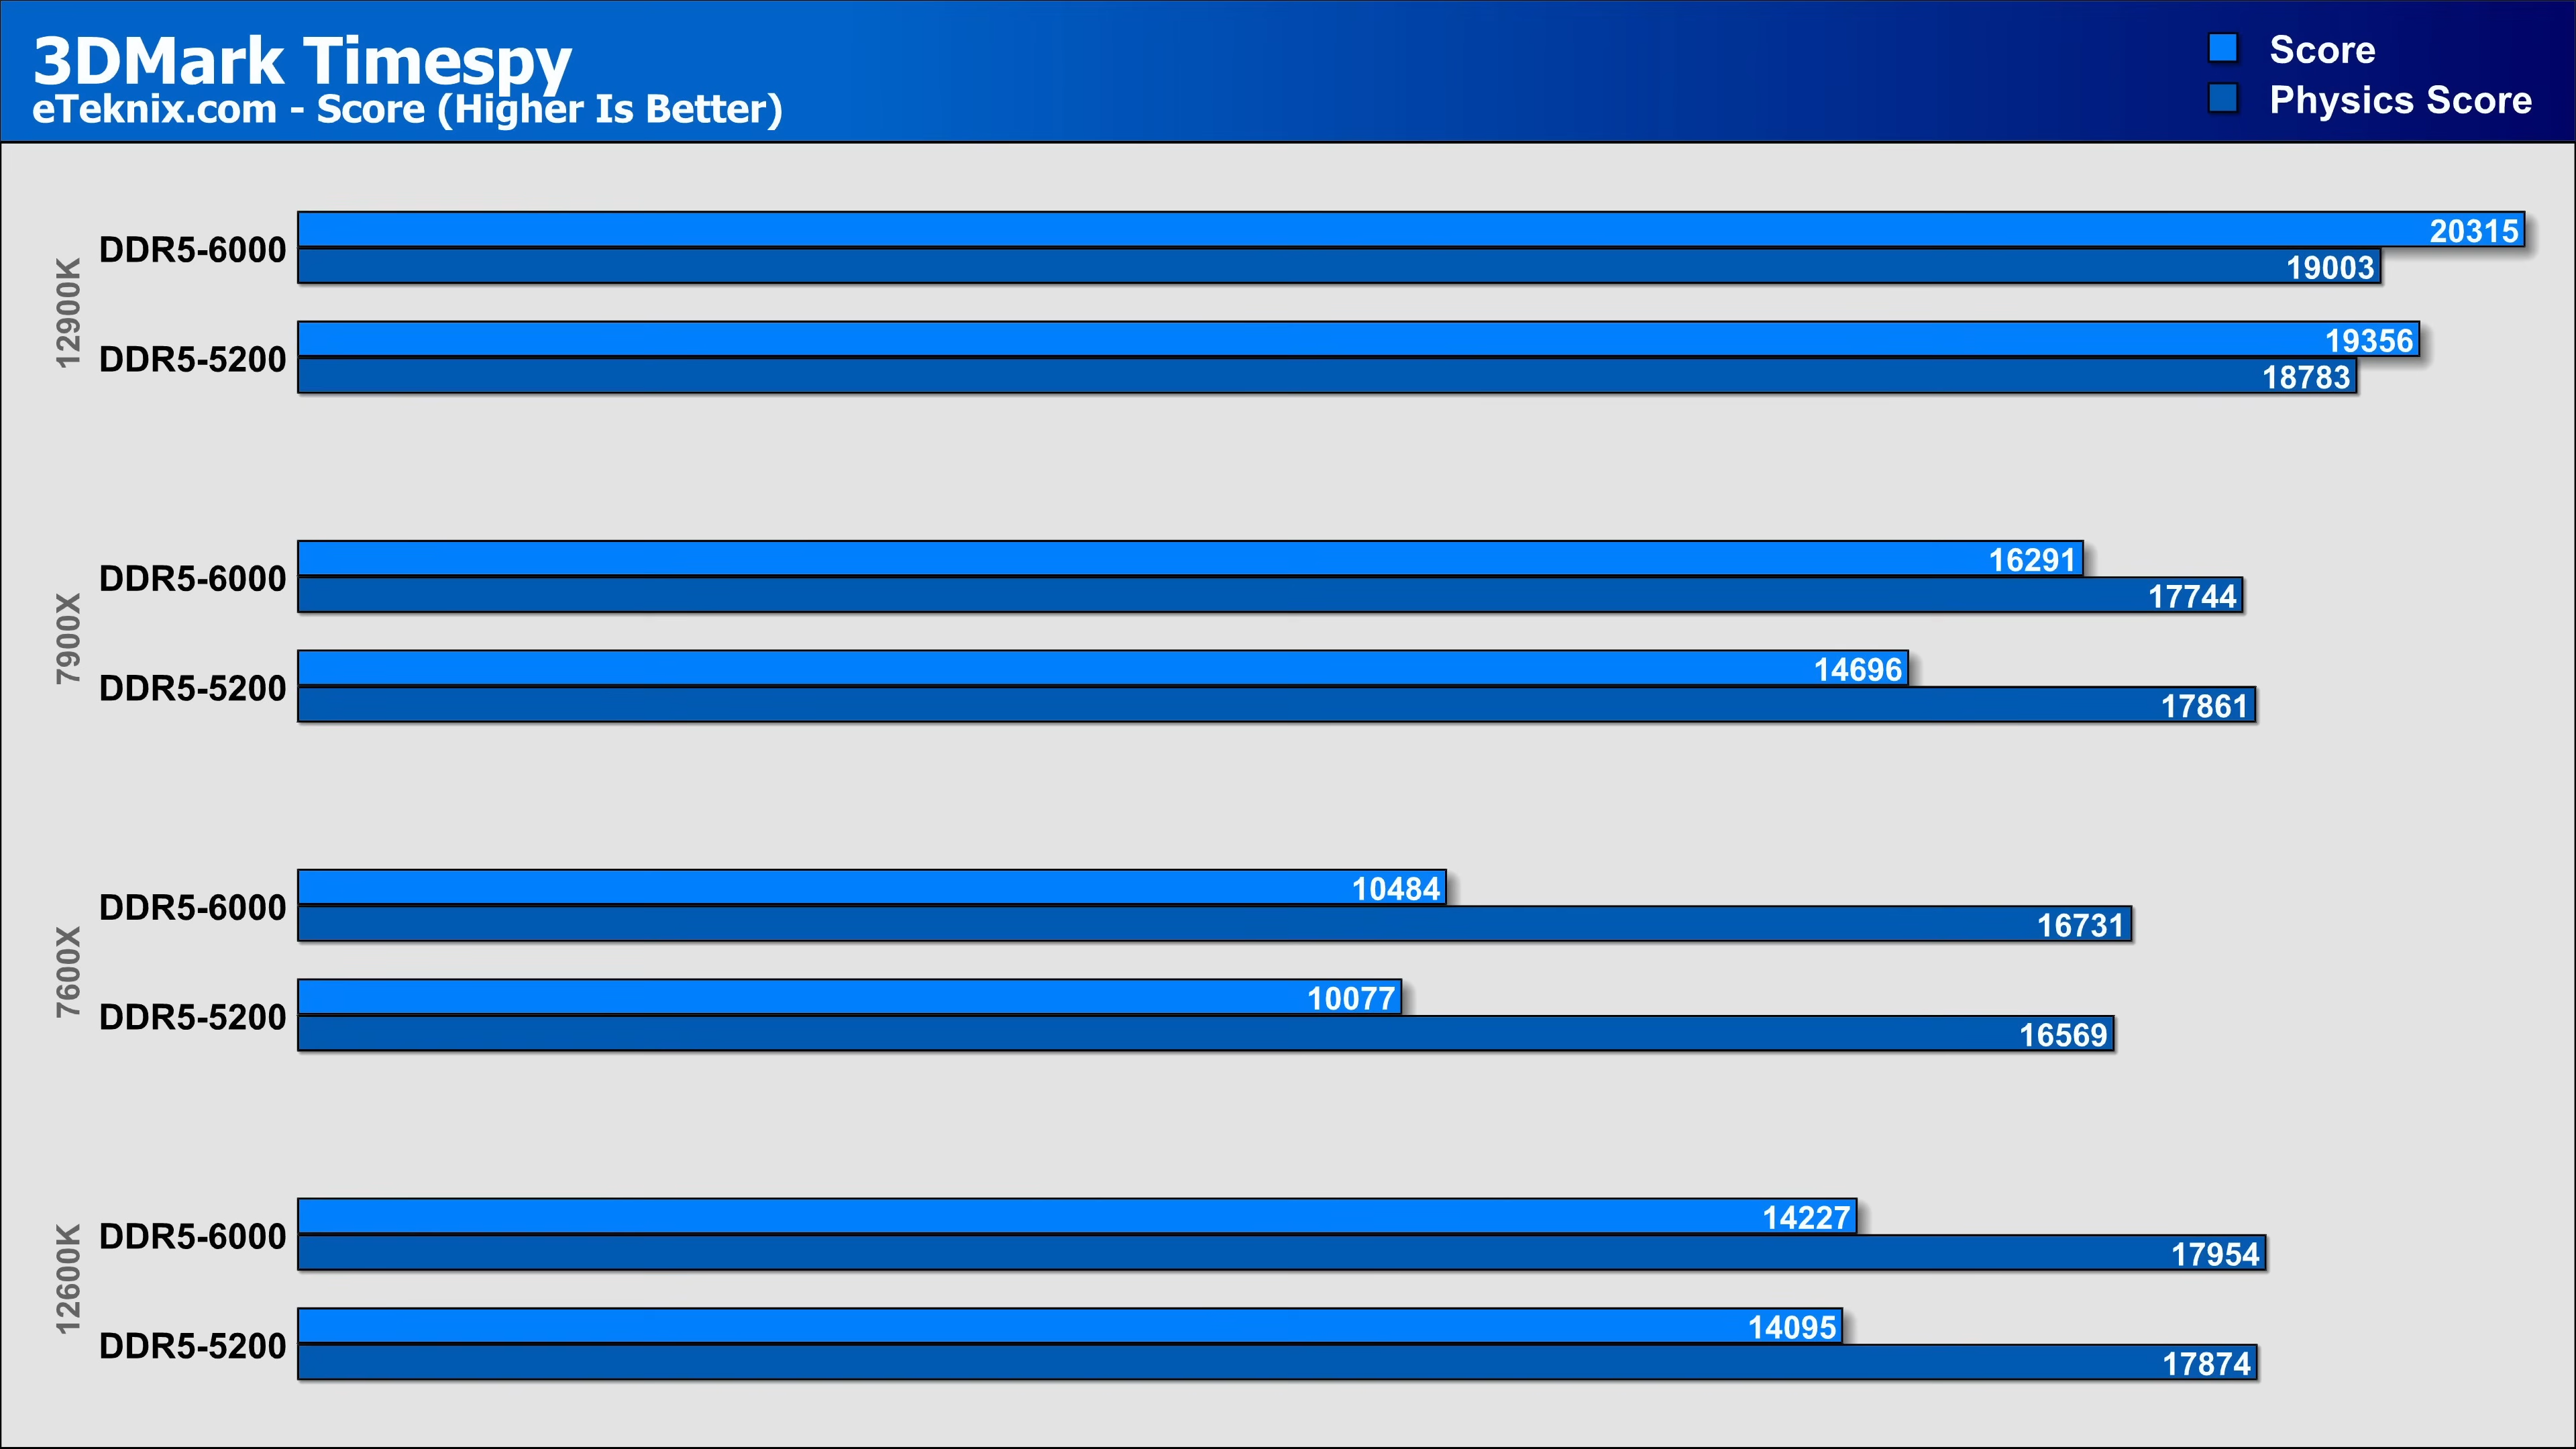 3DMark Timespy
eTeknix.com - Score (Higher Is Better)
Score
Physics Score
12900K
DDR5-6000
20315
19003
DDR5-5200
19356
18783
7900X
DDR5-6000
16291
17744
DDR5-5200
14696
17861
7600X
DDR5-6000
10484
16731
DDR5-5200
10077
16569
12600K
DDR5-6000
14227
17954
DDR5-5200
14095
17874